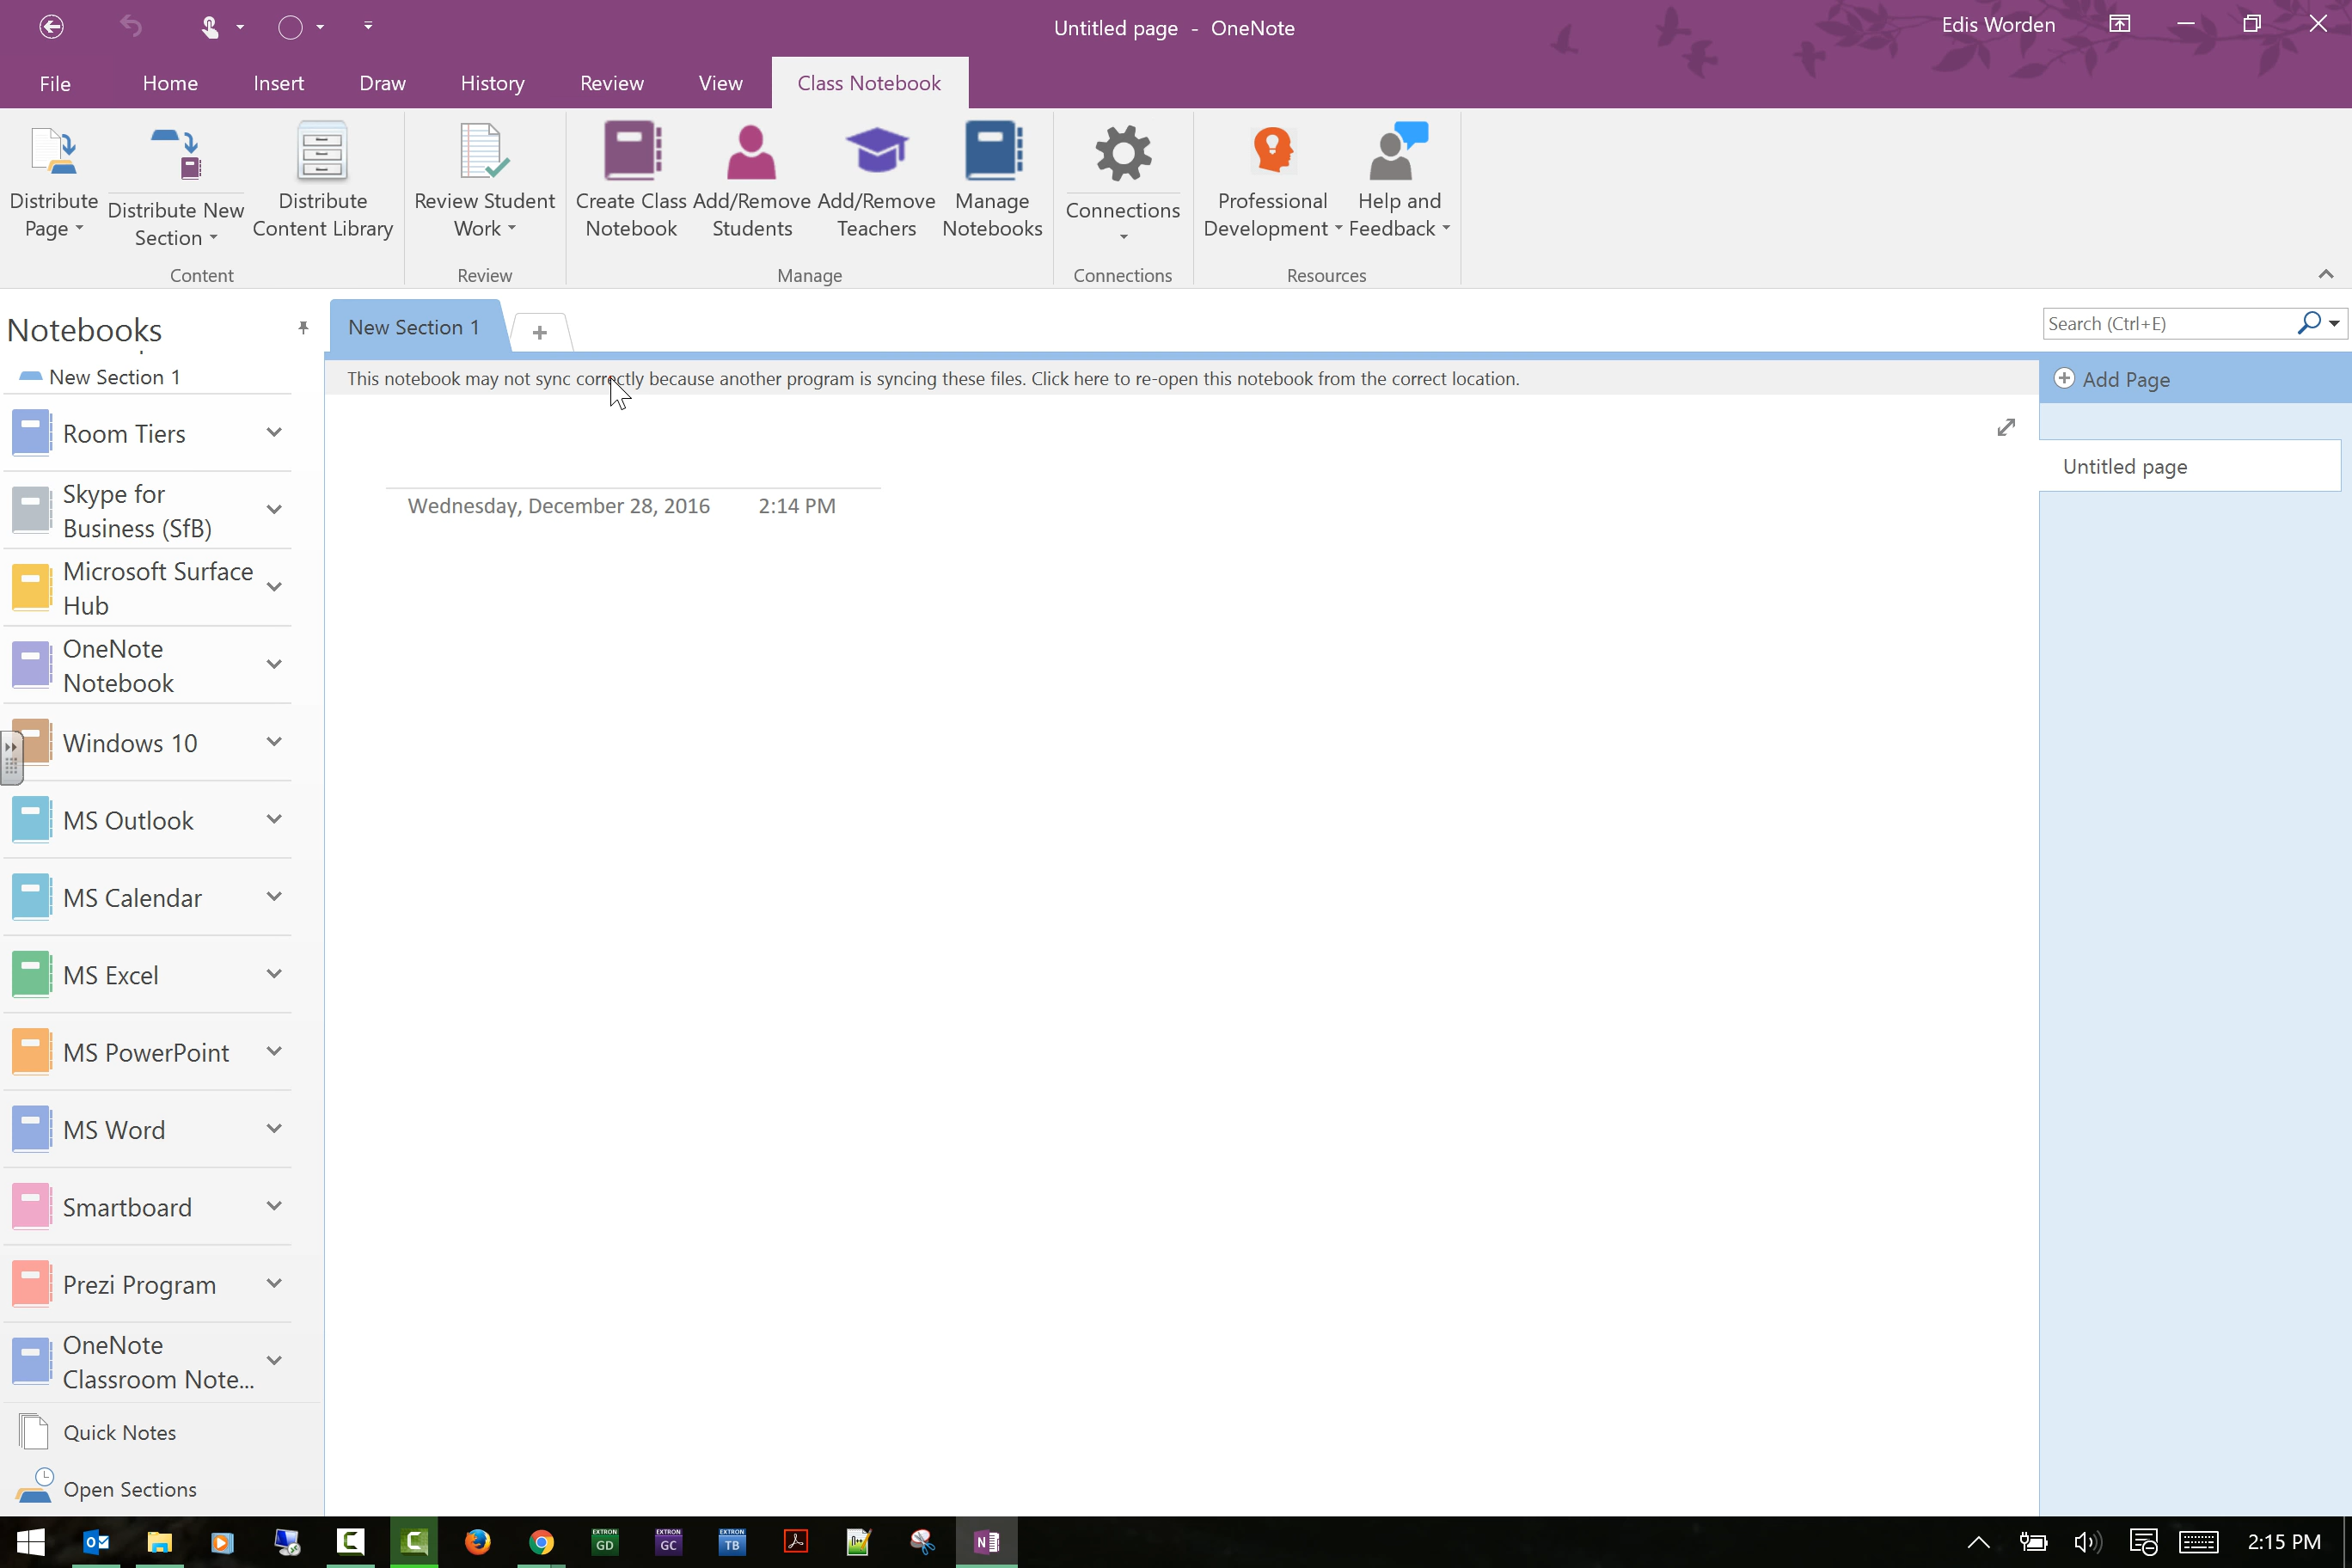 Untitled page - OneNote
Edis Worden
File Home Insert Draw History Review View Class Notebook
Distribute Page
Distribute New Section
Distribute Content Library
Content
Review Student Work
Review
Create Class Notebook
Add/Remove Students
Add/Remove Teachers
Manage Notebooks
Manage
Connections
Connections
Professional Development
Help and Feedback
Resources
Notebooks
New Section 1
Search (Ctrl+E)
New Section 1
This notebook may not sync correctly because another program is syncing these files. Click here to re-open this notebook from the correct location.
Add Page
Untitled page
Wednesday, December 28, 2016 2:14 PM
Room Tiers
Skype for
Business (SfB)
Microsoft Surface
Hub
OneNote
Notebook
Windows 10
MS Outlook
MS Calendar
MS Excel
MS PowerPoint
MS Word
Smartboard
Prezi Program
OneNote
Classroom Note...
Quick Notes
Open Sections
EXTRON
GD
EXTRON
GC
EXTRON
TB
2:15 PM